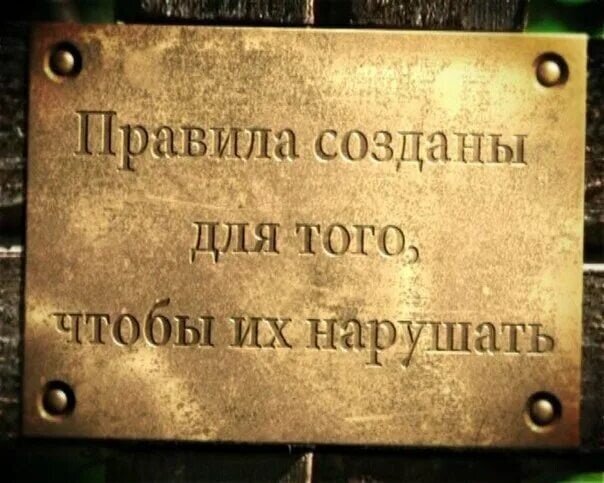 Правила созданы
для того,
чтобы их нарушать